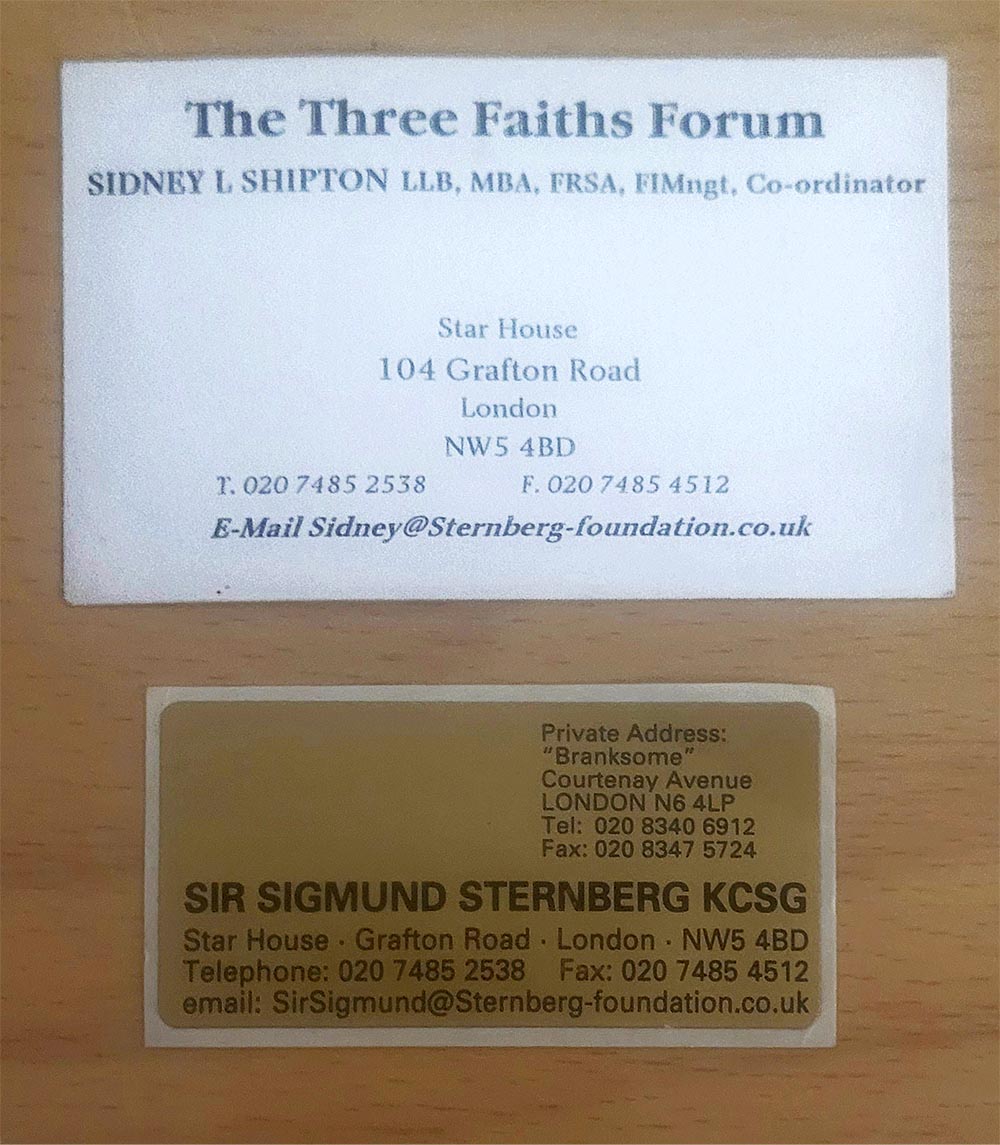 The Three Faiths Forum
SIDNEY L SHIPTON LLB, MBA, FRSA, FIMngt, Co-ordinator
Star House
104 Grafton Road
London
NW5 4BD
T. 020 7485 2538 F. 020 7485 4512
E-Mail Sidney@Sternberg-foundation.co.uk
Private Address:
"Branksome"
Courtenay Avenue
LONDON N6 4LP
Tel: 020 8340 6912
Fax: 020 8347 5724
SIR SIGMUND STERNBERG KCSG
Star House · Grafton Road · London · NW5 4BD
Telephone: 020 7485 2538 Fax: 020 7485 4512
email: SirSigmund@Sternberg-foundation.co.uk